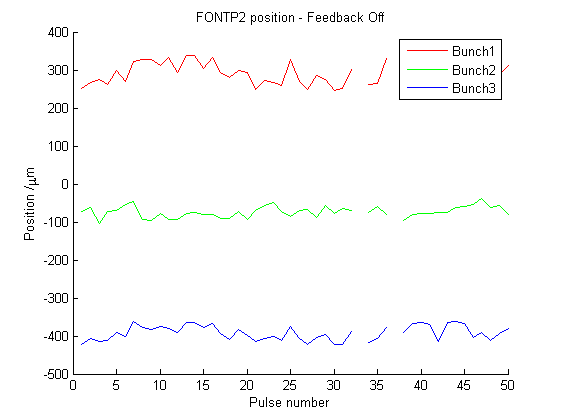 FONTP2 position - Feedback Off
400
300
200
100
0
-100
-200
-300
-400
-500
Position /μm
Bunch1
Bunch2
Bunch3
0 5 10 15 20 25 30 35 40 45 50
Pulse number